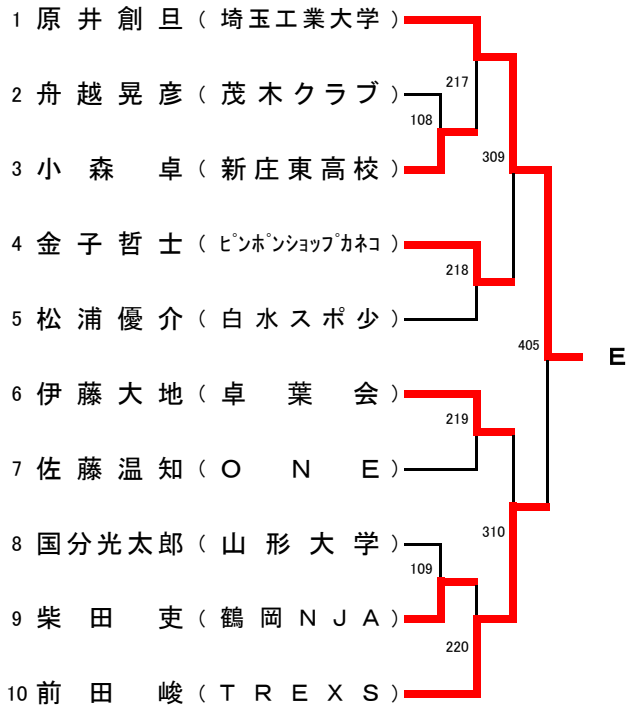 1 原井創旦 (埼玉工業大学)
217
2 舟越晃彦 (茂木クラブ)
108
3 小森卓 (新庄東高校)
309
4 金子哲士 (ﾋﾟﾝﾎﾟﾝｼｮｯﾌﾟｶﾈｺ)
218
5 松浦優介 (白水スポ少)
405
E
6 伊藤大地 (卓葉会)
219
7 佐藤温知 (ONE)
310
8 国分光太郎 (山形大学)
109
9 柴田吏 (鶴岡NJA)
220
10 前田峻 (TREXS)